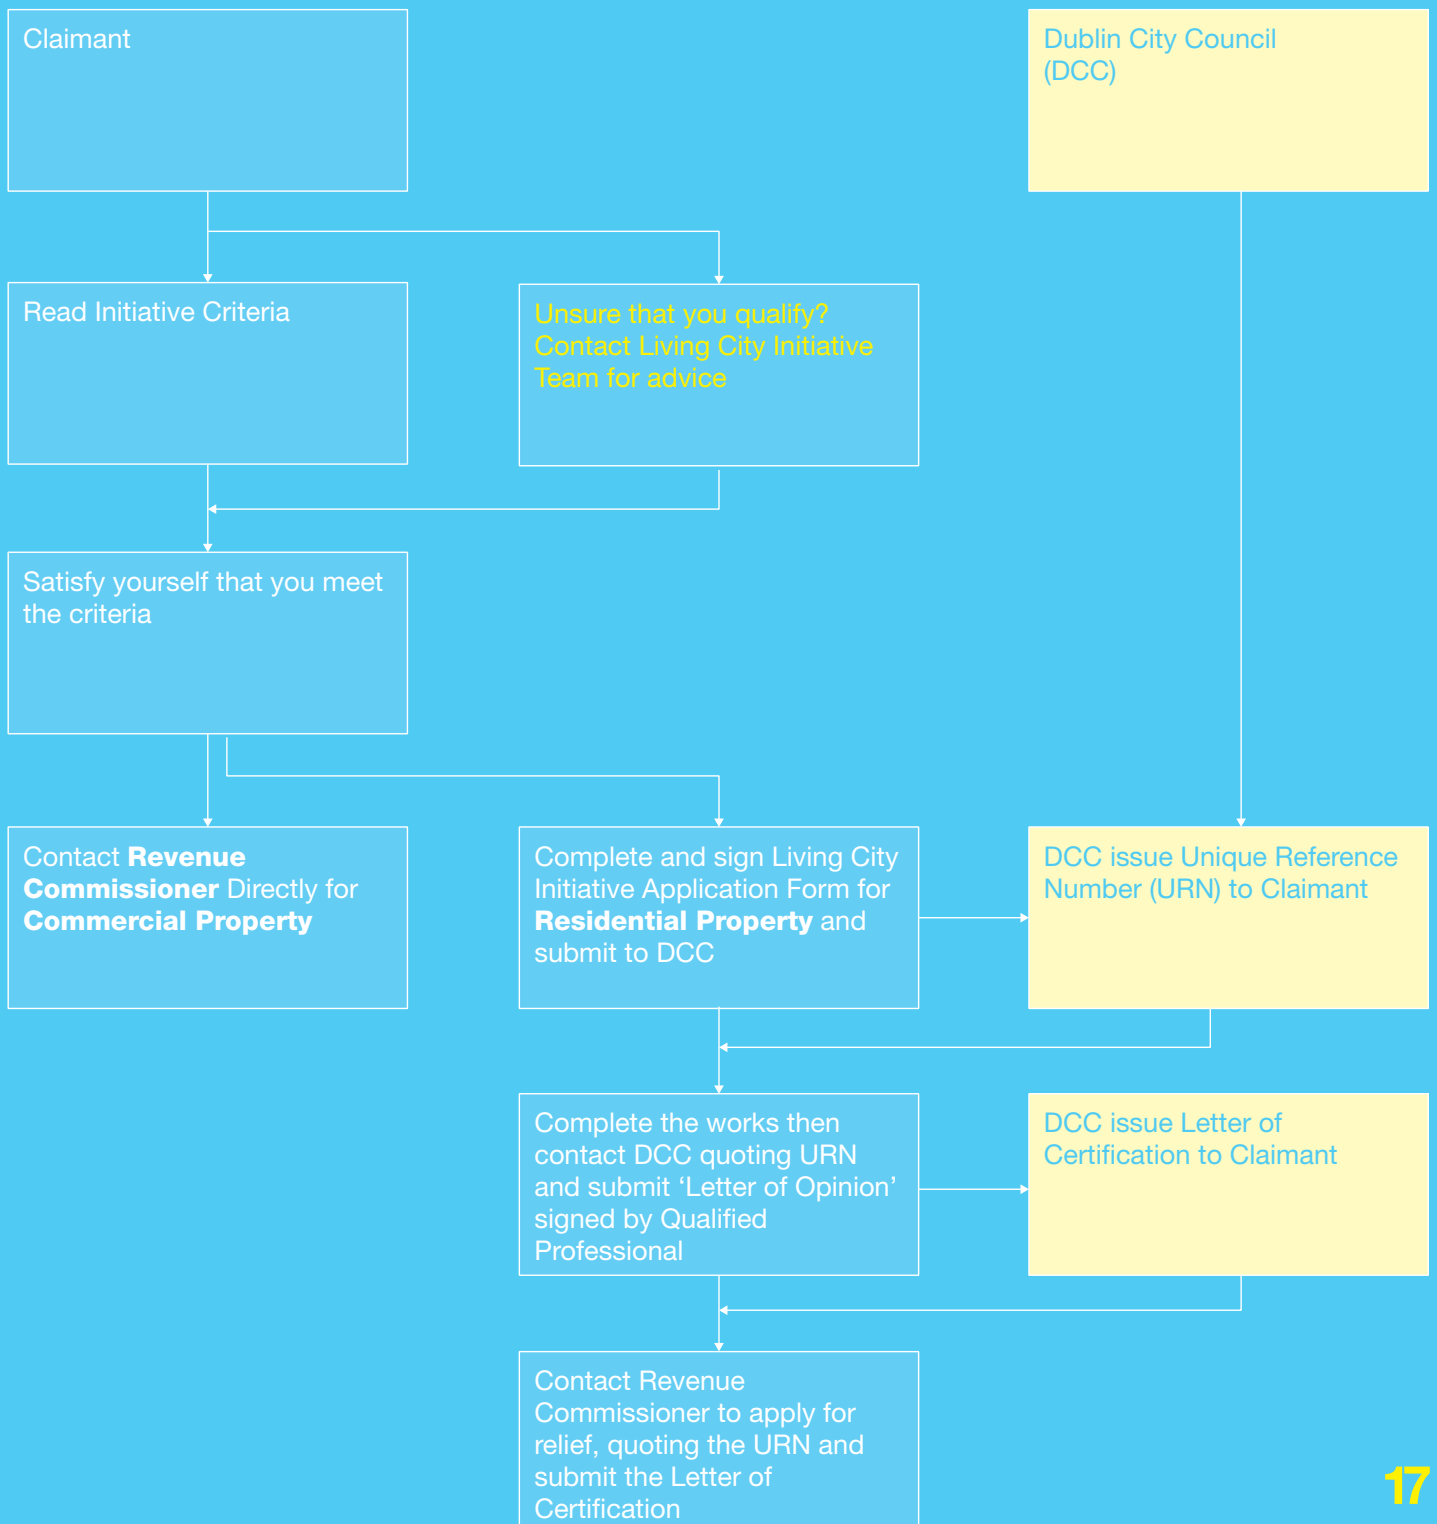 Claimant
Dublin City Council
(DCC)
Read Initiative Criteria
Unsure that you qualify?
Contact Living City Initiative
Team for advice
Satisfy yourself that you meet
the criteria
Contact Revenue
Commissioner Directly for
Commercial Property
Complete and sign Living City
Initiative Application Form for
Residential Property and
submit to DCC
DCC issue Unique Reference
Number (URN) to Claimant
Complete the works then
contact DCC quoting URN
and submit ‘Letter of Opinion’
signed by Qualified
Professional
DCC issue Letter of
Certification to Claimant
Contact Revenue
Commissioner to apply for
relief, quoting the URN and
submit the Letter of
Certification
17